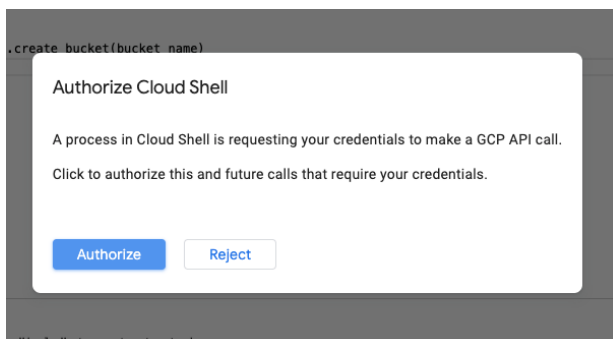 .create_bucket(bucket_name)
Authorize Cloud Shell
A process in Cloud Shell is requesting your credentials to make a GCP API call.
Click to authorize this and future calls that require your credentials.
Authorize
Reject